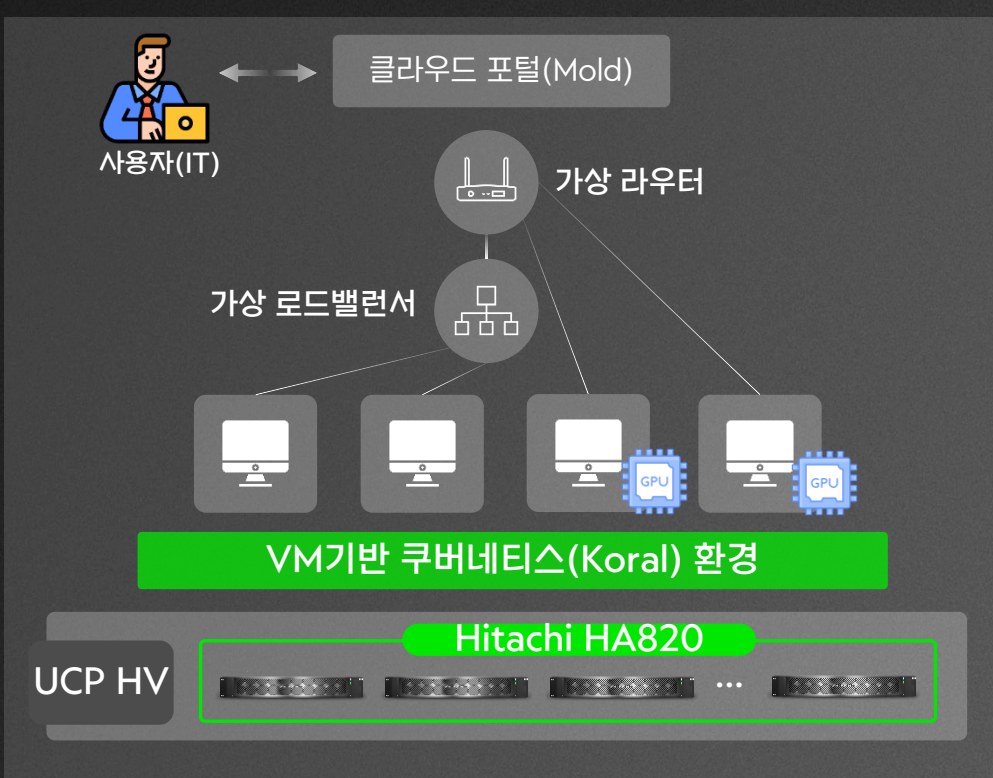 클라우드 포털(Mold)
사용자(IT)
가상 라우터
가상 로드밸런서
GPU
GPU
VM기반 쿠버네티스(Koral) 환경
Hitachi HA820
UCP HV
...